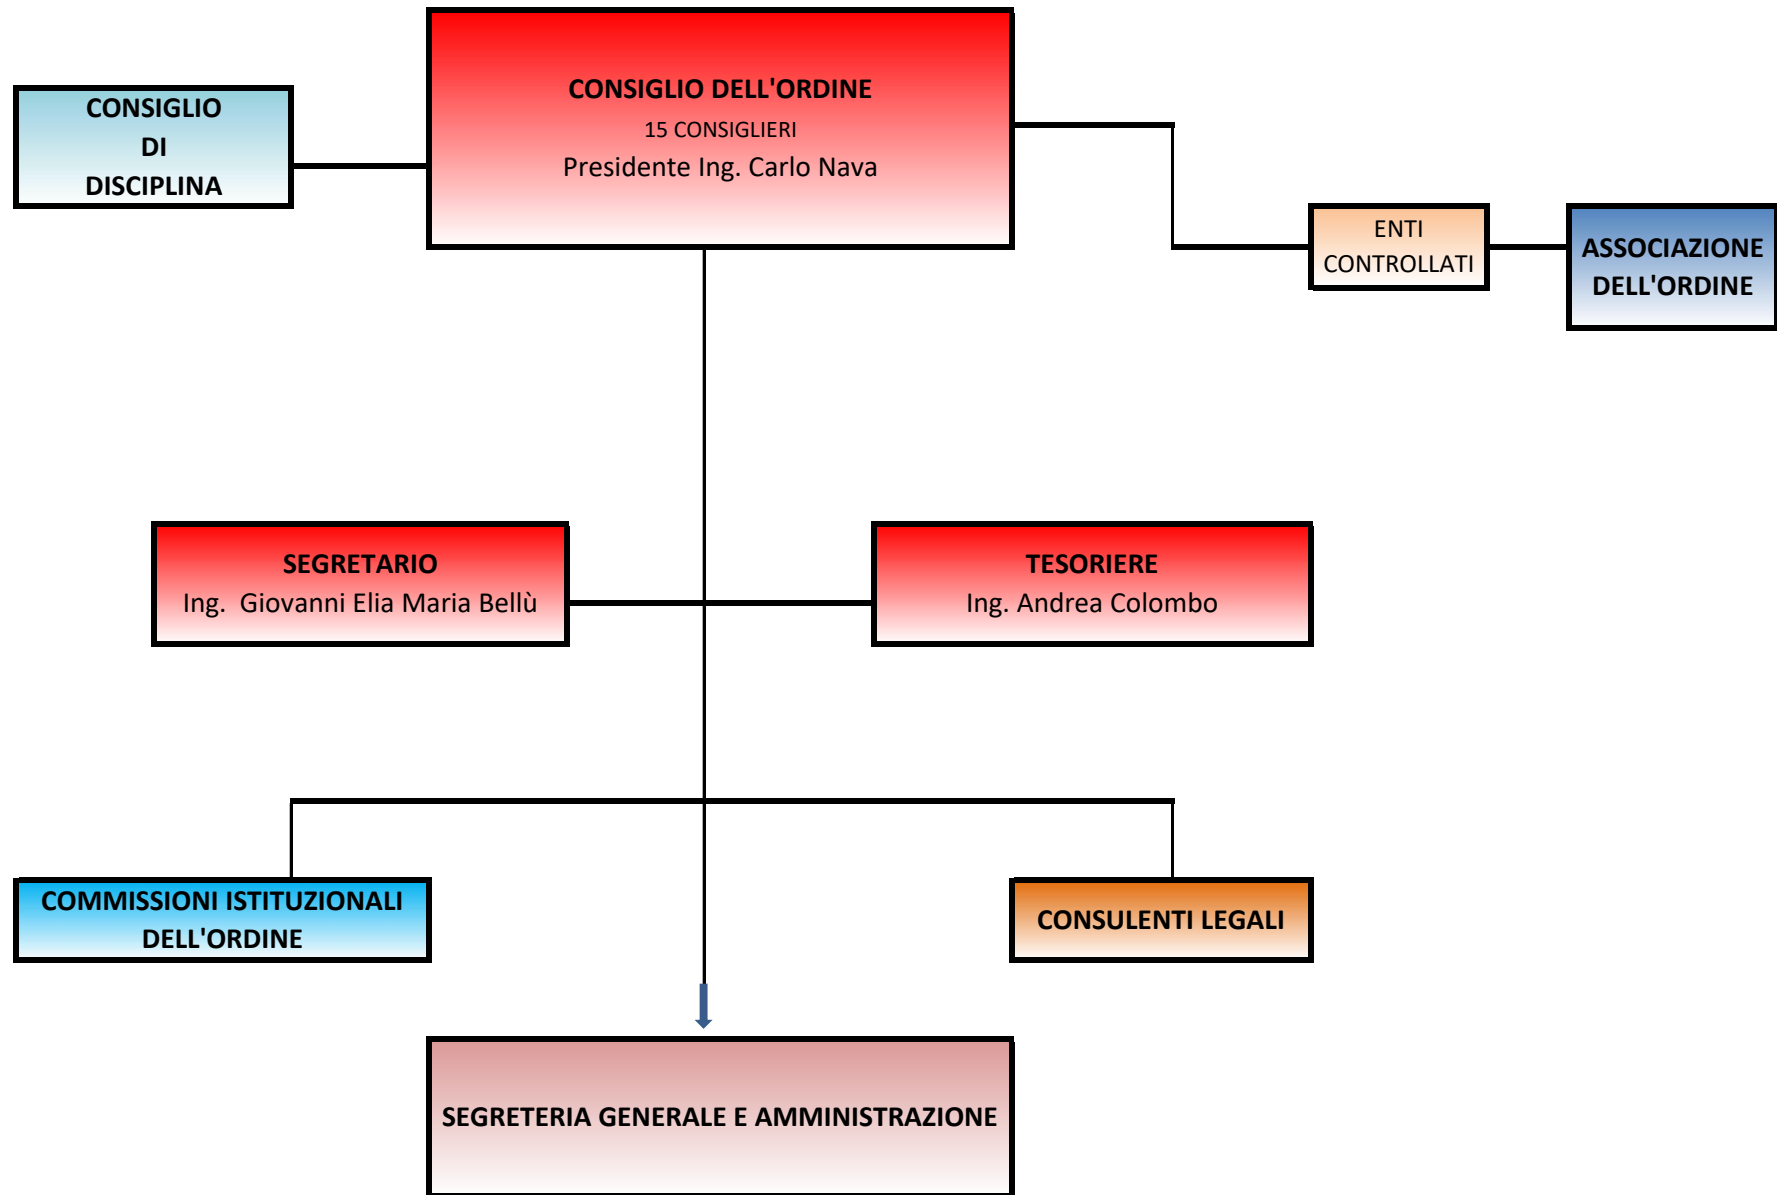 CONSIGLIO DELL'ORDINE
15 CONSIGLIERI
Presidente Ing. Carlo Nava
CONSIGLIO
DI
DISCIPLINA
ENTI
CONTROLLATI
ASSOCIAZIONE
DELL'ORDINE
SEGRETARIO
Ing.  Giovanni Elia Maria Bellù
TESORIERE
Ing. Andrea Colombo
COMMISSIONI ISTITUZIONALI
DELL'ORDINE
CONSULENTI LEGALI
SEGRETERIA GENERALE E AMMINISTRAZIONE